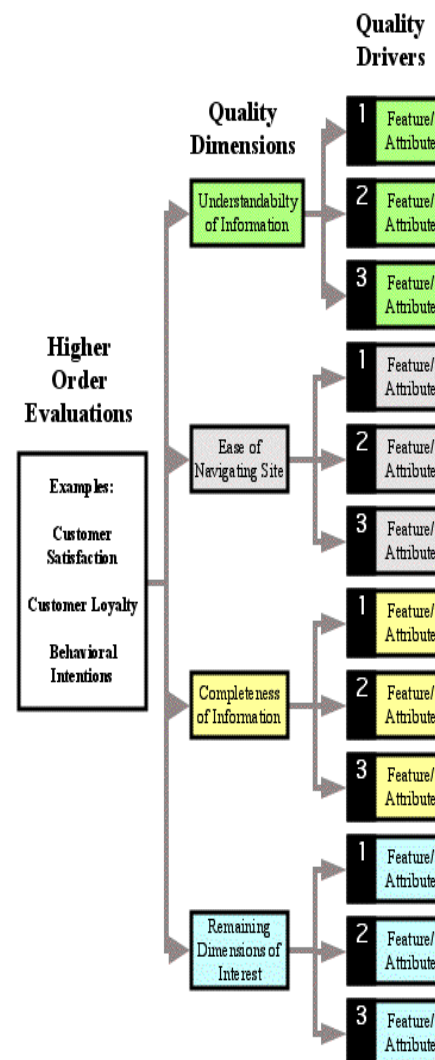 Quality
Drivers
Quality
Dimensions
Higher
Order
Evaluations
Examples:
Customer
Satisfaction
Customer Loyalty
Behavioral
Intentions
Understandabilty
of Information
1
Feature/
Attribute
2
Feature/
Attribute
3
Feature/
Attribute
Ease of
Navigating Site
1
Feature/
Attribute
2
Feature/
Attribute
3
Feature/
Attribute
Completeness
of Information
1
Feature/
Attribute
2
Feature/
Attribute
3
Feature/
Attribute
Remaining
Dimensions of
Interest
1
Feature/
Attribute
2
Feature/
Attribute
3
Feature/
Attribute